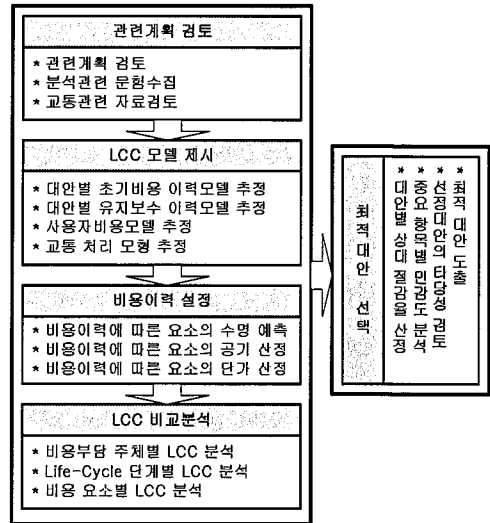 관련계획 검토
* 관련계획 검토
* 분석관련 문헌수집
* 교통관련 자료검토
LCC 모델 제시
* 대안별 초기비용 이력모델 추정
* 대안별 유지보수 이력모델 추정
* 사용자비용모델 추정
* 교통 처리 모형 추정
비용이력 설정
* 비용이력에 따른 요소의 수명 예측
* 비용이력에 따른 요소의 공기 산정
* 비용이력에 따른 요소의 단가 산정
LCC 비교분석
* 비용부담 주체별 LCC 분석
* Life-Cycle 단계별 LCC 분석
* 비용 요소별 LCC 분석
최적대안 선택
* 최적 대안 도출
* 선정대안의 타당성 검토
* 중요 항목별 민감도 분석
* 대안별 상대 절감율 산정